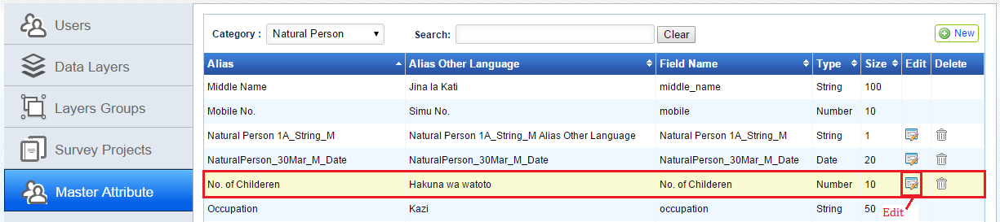 Users
Data Layers
Layers Groups
Survey Projects
Master Attribute
Category : Natural Person Search: Clear New
Alias Alias Other Language Field Name Type Size Edit Delete
Middle Name Jina la Kati middle_name String 100
Mobile No. Simu No. mobile Number 10
Natural Person 1A_String_M Natural Person 1A_String_M Alias Other Language Natural Person 1A_String_M String 1
NaturalPerson_30Mar_M_Date NaturalPerson_30Mar_M_Date NaturalPerson_30Mar_M_Date Date 20
No. of Childeren Hakuna wa watoto No. of Childeren Number 10
Occupation Kazi occupation String 50
Edit